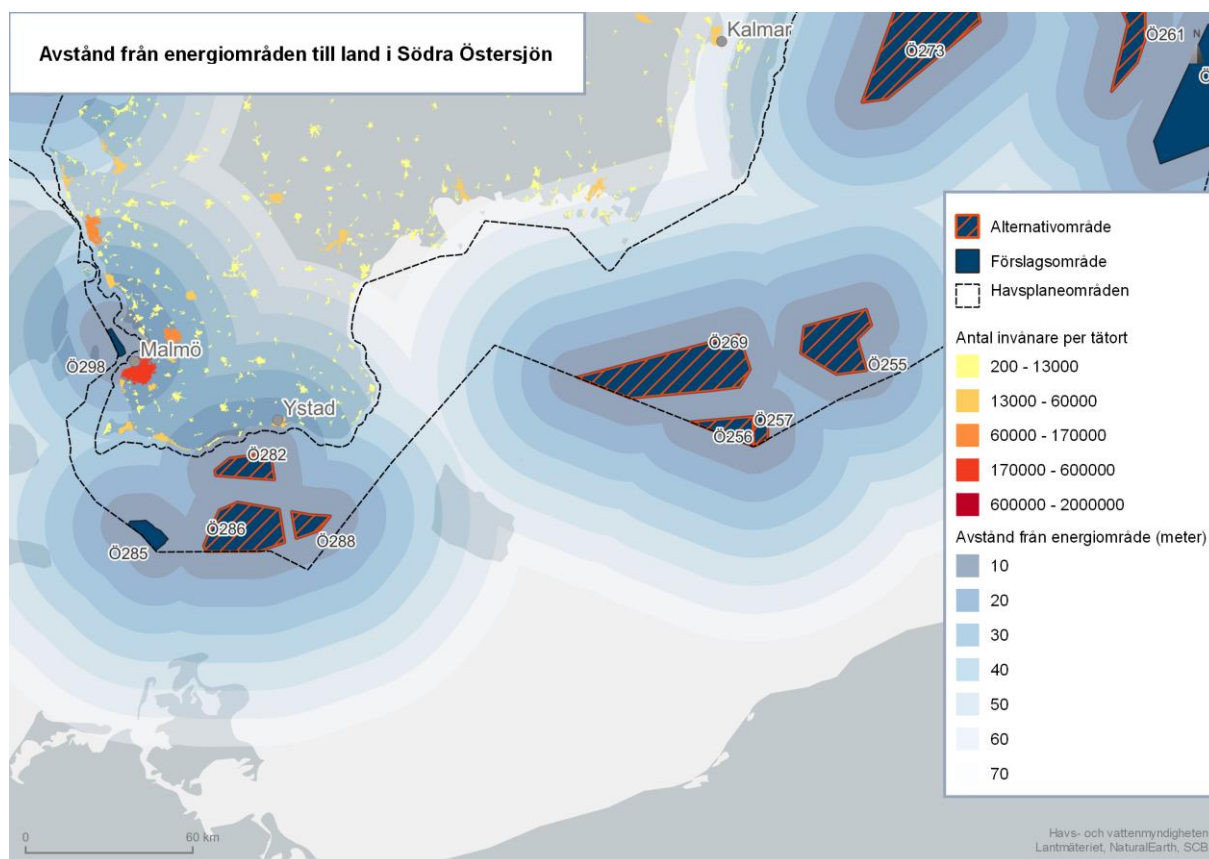 Avstånd från energiområden till land i Södra Östersjön
Kalmar
Ö273
Ö261
N
Ö
Malmö
Ö298
Ystad
Ö269
Ö255
Ö257
Ö256
Ö282
Ö286
Ö288
Ö285
Alternativområde
Förslagsområde
Havsplaneområden
Antal invånare per tätort
200 - 13000
13000 - 60000
60000 - 170000
170000 - 600000
600000 - 2000000
Avstånd från energiområde (meter)
10
20
30
40
50
60
70
0 60 km
Havs- och vattenmyndigheten
Lantmäteriet, NaturalEarth, SCB